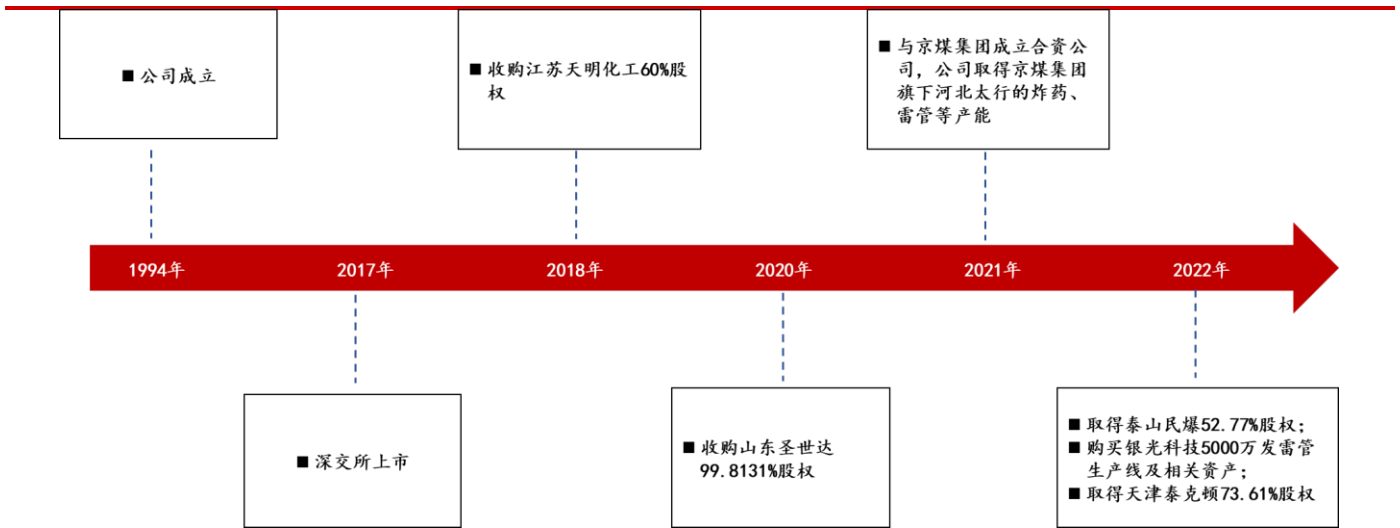 ■ 公司成立
■ 收购江苏天明化工60%股
权
■ 与京煤集团成立合资公
司，公司取得京煤集团
旗下河北太行的炸药、
雷管等产能
1994年
2017年
2018年
2020年
2021年
2022年
■ 深交所上市
■ 收购山东圣世达
99.8131%股权
■ 取得泰山民爆52.77%股权；
■ 购买银光科技5000万发雷管
生产线及相关资产；
■ 取得天津泰克顿73.61%股权